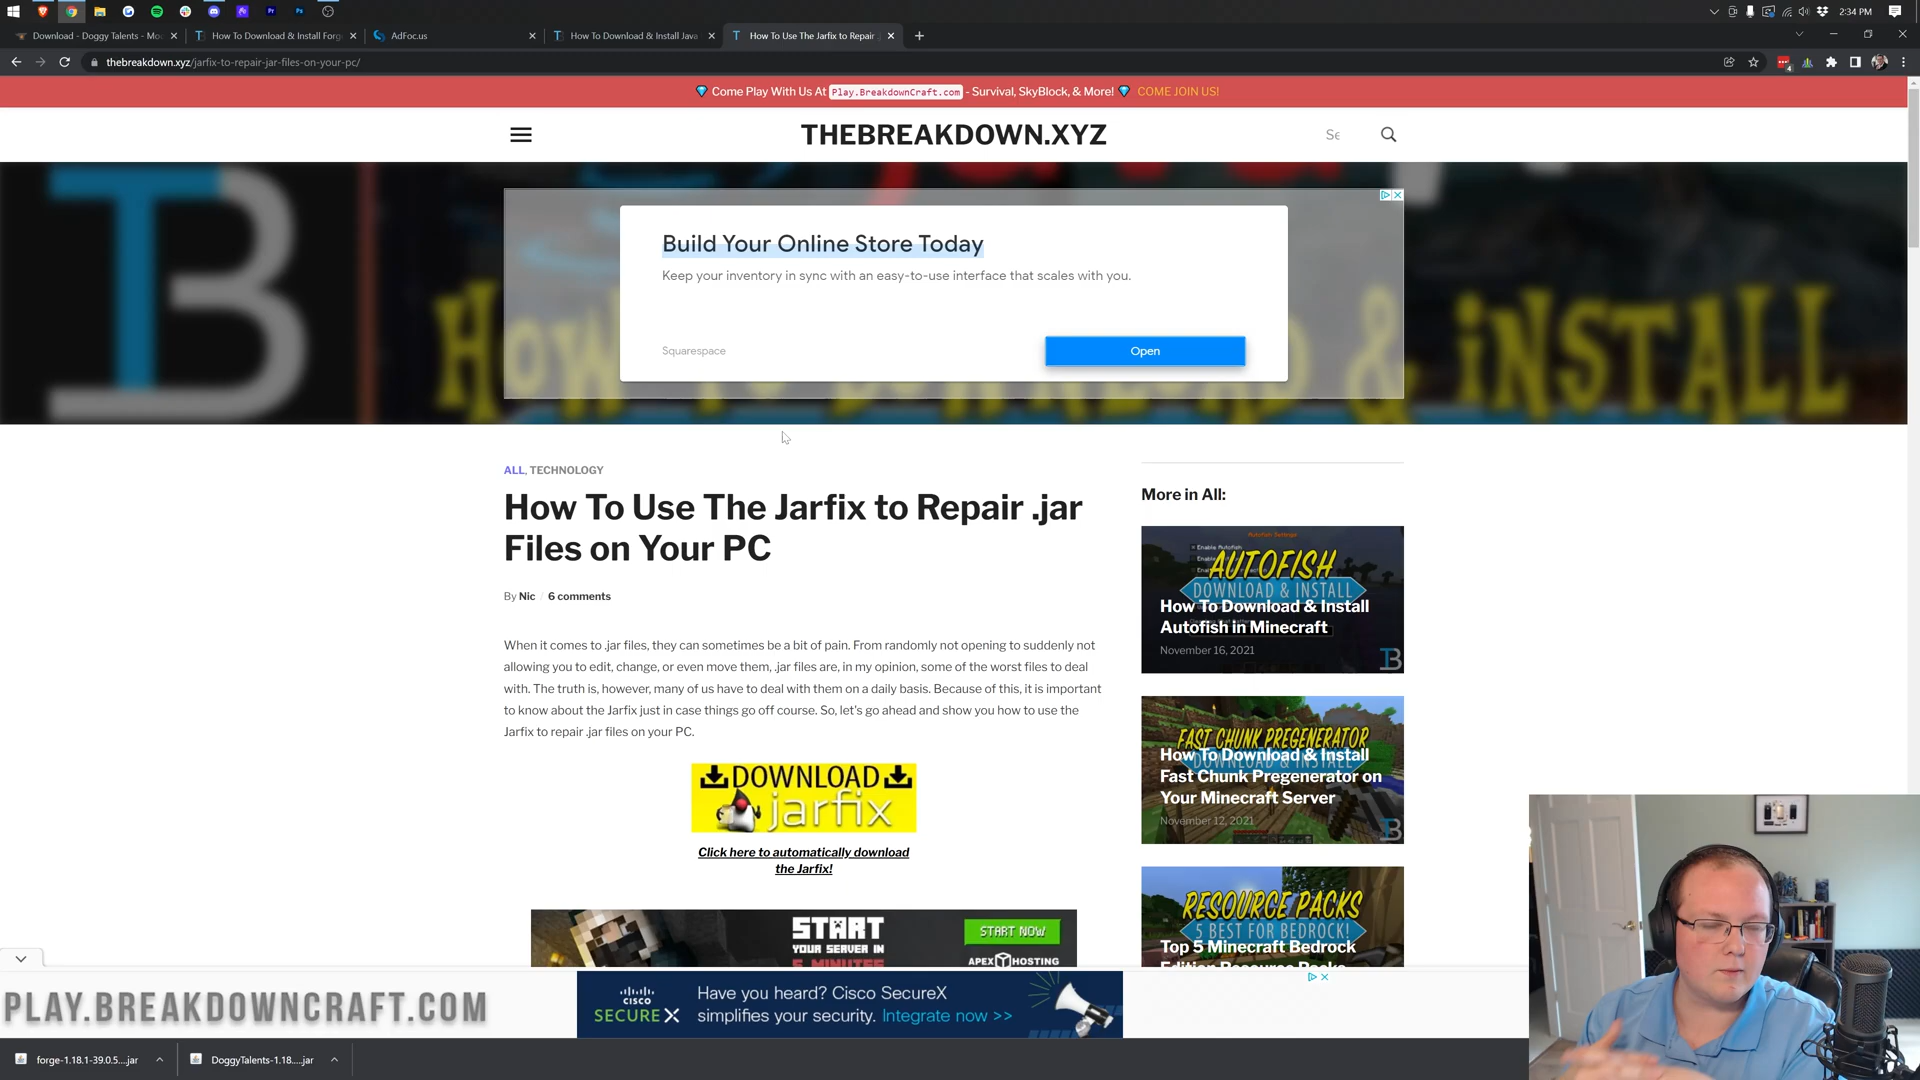 2:34 PM
Download - Doggy Talents - Mo
How To Download & Install Forg
AdFoc.us
How To Download & Install Java
How To Use The Jarfix to Repair .j
thebreakdown.xyz/jarfix-to-repair-jar-files-on-your-pc/
Come Play With Us At Play.BreakdownCraft.com - Survival, SkyBlock, & More! COME JOIN US!
THEBREAKDOWN.XYZ
Se
Build Your Online Store Today
Keep your inventory in sync with an easy-to-use interface that scales with you.
Squarespace
Open
HOW TO DOWNLOAD & INSTALL
ALL, TECHNOLOGY
How To Use The Jarfix to Repair .jar
Files on Your PC
By Nic / 6 comments
When it comes to .jar files, they can sometimes be a bit of pain. From randomly not opening to suddenly not
allowing you to edit, change, or even move them, .jar files are, in my opinion, some of the worst files to deal
with. The truth is, however, many of us have to deal with them on a daily basis. Because of this, it is important
to know about the Jarfix just in case things go off course. So, let's go ahead and show you how to use the
Jarfix to repair .jar files on your PC.
DOWNLOAD
jarfix
Click here to automatically download
the Jarfix!
START
YOUR SERVER IN
5 MINUTES
START NOW
APEX HOSTING
More in All:
AUTOFISH
DOWNLOAD & INSTALL
How To Download & Install
Autofish in Minecraft
November 16, 2021
FAST CHUNK PREGENERATOR
DOWNLOAD & INSTALL
How To Download & Install
Fast Chunk Pregenerator on
Your Minecraft Server
November 12, 2021
RESOURCE PACKS
5 BEST FOR BEDROCK!
Top 5 Minecraft Bedrock
Edition Resource Packs
PLAY.BREAKDOWNCRAFT.COM
CISCO
SECURE X
Have you heard? Cisco SecureX
simplifies your security. Integrate now >>
forge-1.18.1-39.0.5....jar
DoggyTalents-1.18.....jar